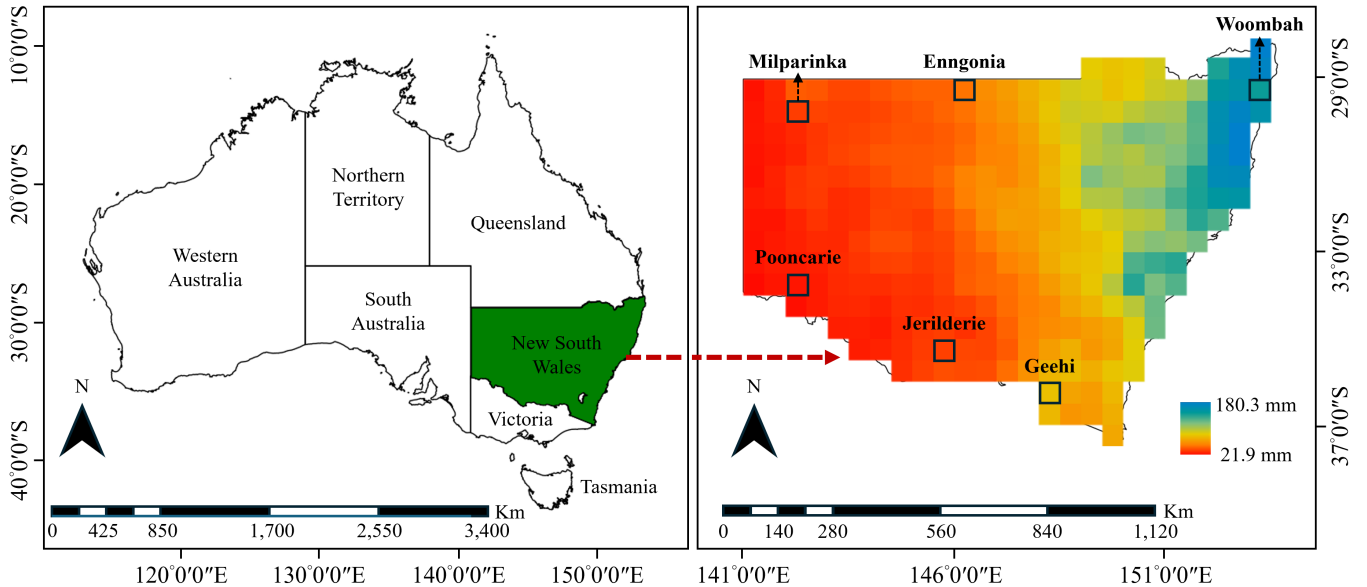 10°0'0"S
20°0'0"S
30°0'0"S
40°0'0"S
Northern
Territory
Queensland
Western
Australia
South
Australia
New South
Wales
Victoria
Tasmania
N
Km
0 425 850 1,700 2,550 3,400
120°0'0"E 130°0'0"E 140°0'0"E 150°0'0"E
Woombah
Milparinka
Enngonia
Pooncarie
Jerilderie
Geehi
180.3 mm
21.9 mm
N
Km
0 140 280 560 840 1,120
141°0'0"E 146°0'0"E 151°0'0"E
29°0'0"S
33°0'0"S
37°0'0"S